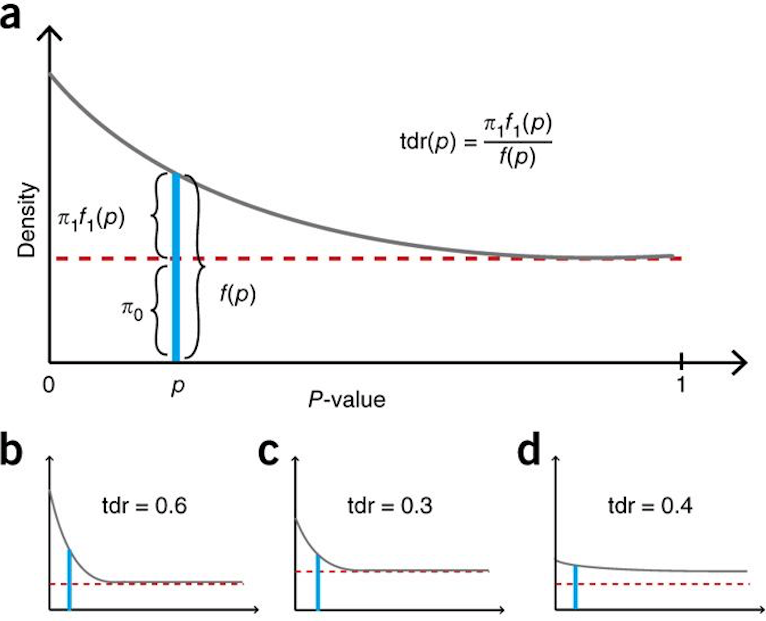 a
tdr(p) = π₁f₁(p) / f(p)
Density
π₁f₁(p)
π₀
f(p)
0
p
1
P-value
b
tdr = 0.6
c
tdr = 0.3
d
tdr = 0.4